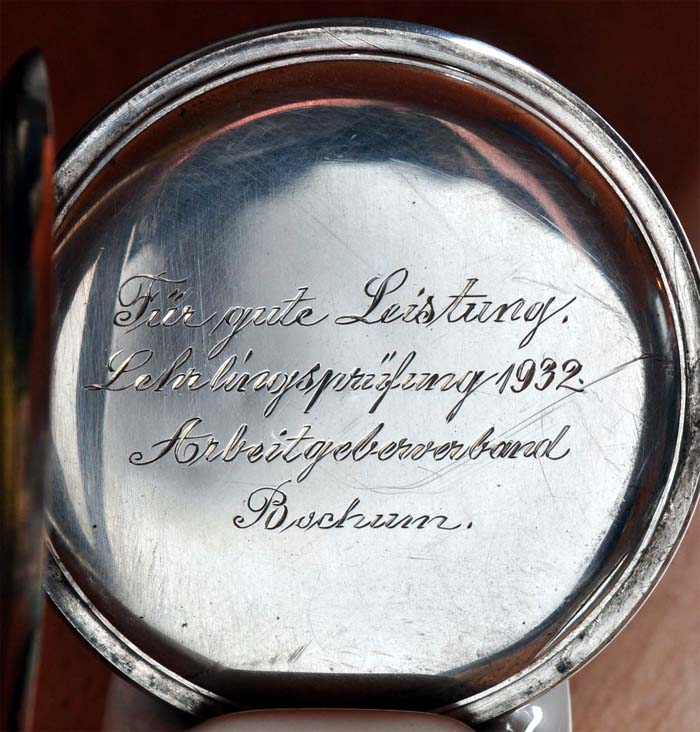 Für gute Leistung.
Lehrlingsprüfung 1932.
Arbeitgeberverband
Bochum.